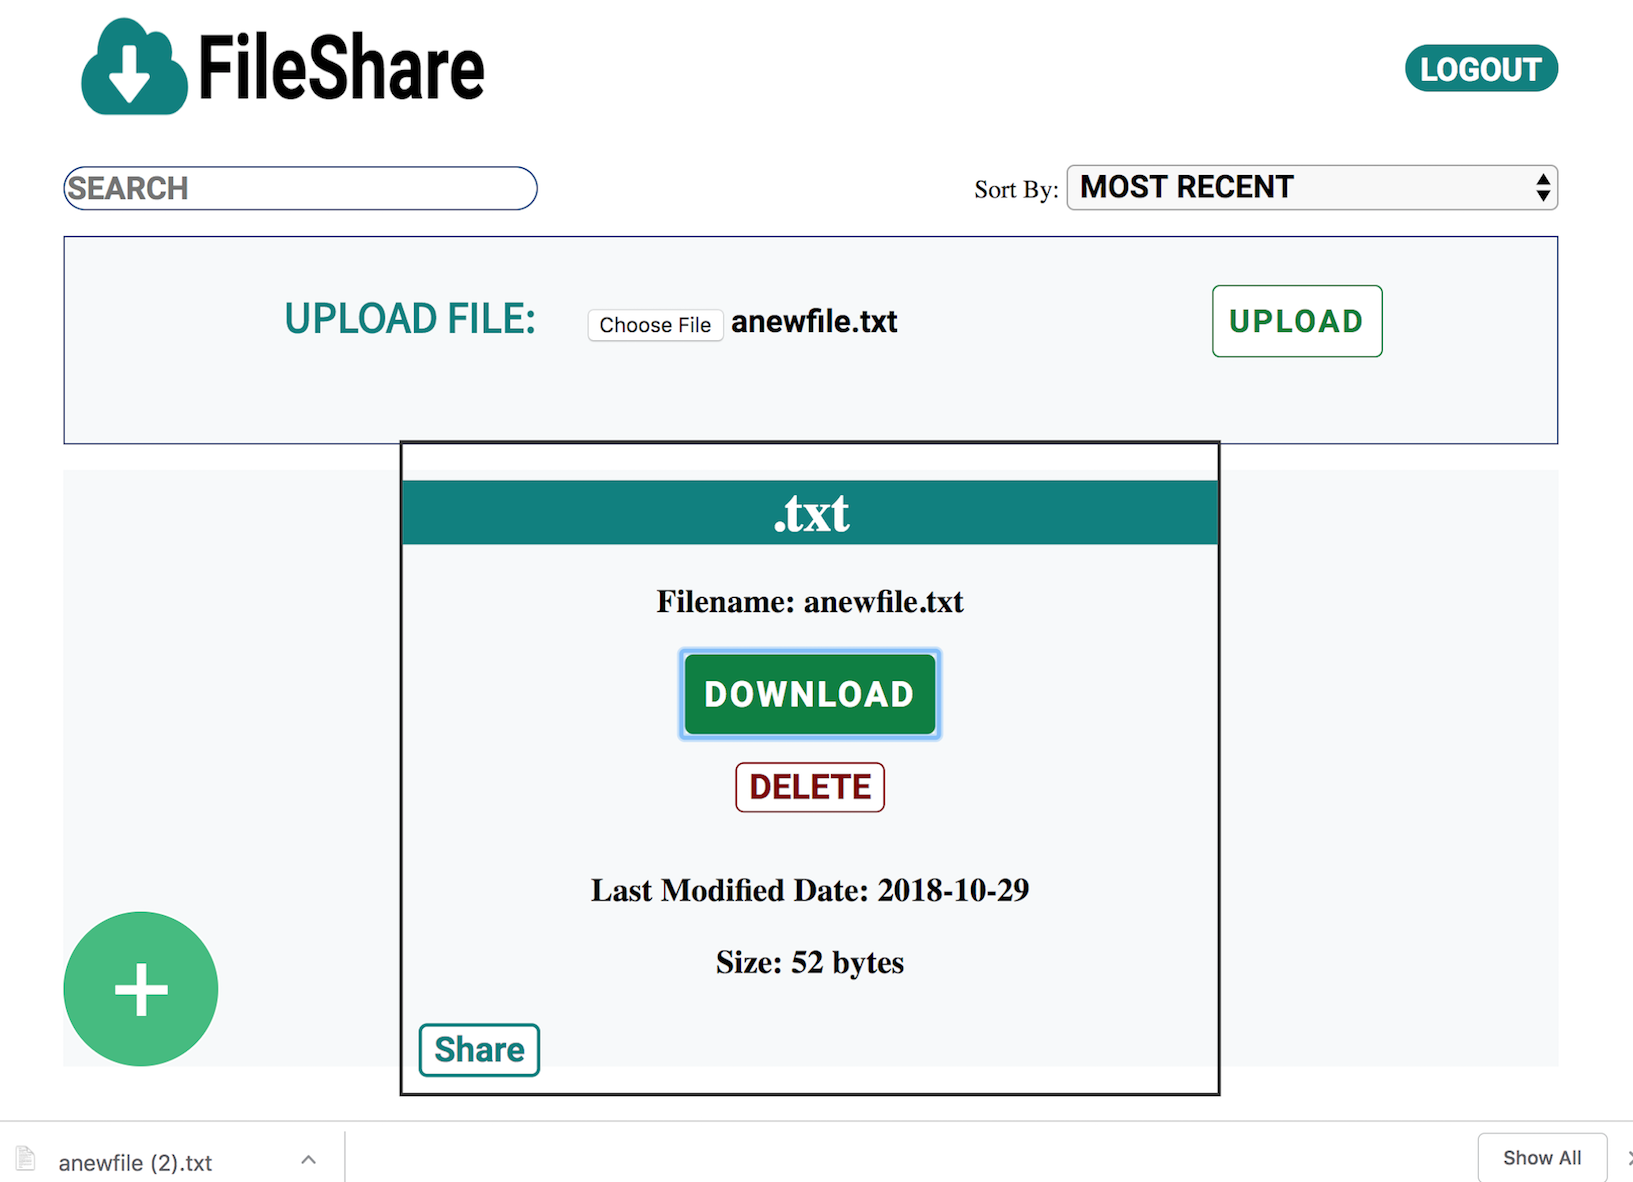 FileShare
LOGOUT
SEARCH
Sort By: MOST RECENT
UPLOAD FILE: Choose File anewfile.txt UPLOAD
.txt
Filename: anewfile.txt
DOWNLOAD
DELETE
Last Modified Date: 2018-10-29
Size: 52 bytes
Share
anewfile (2).txt
Show All